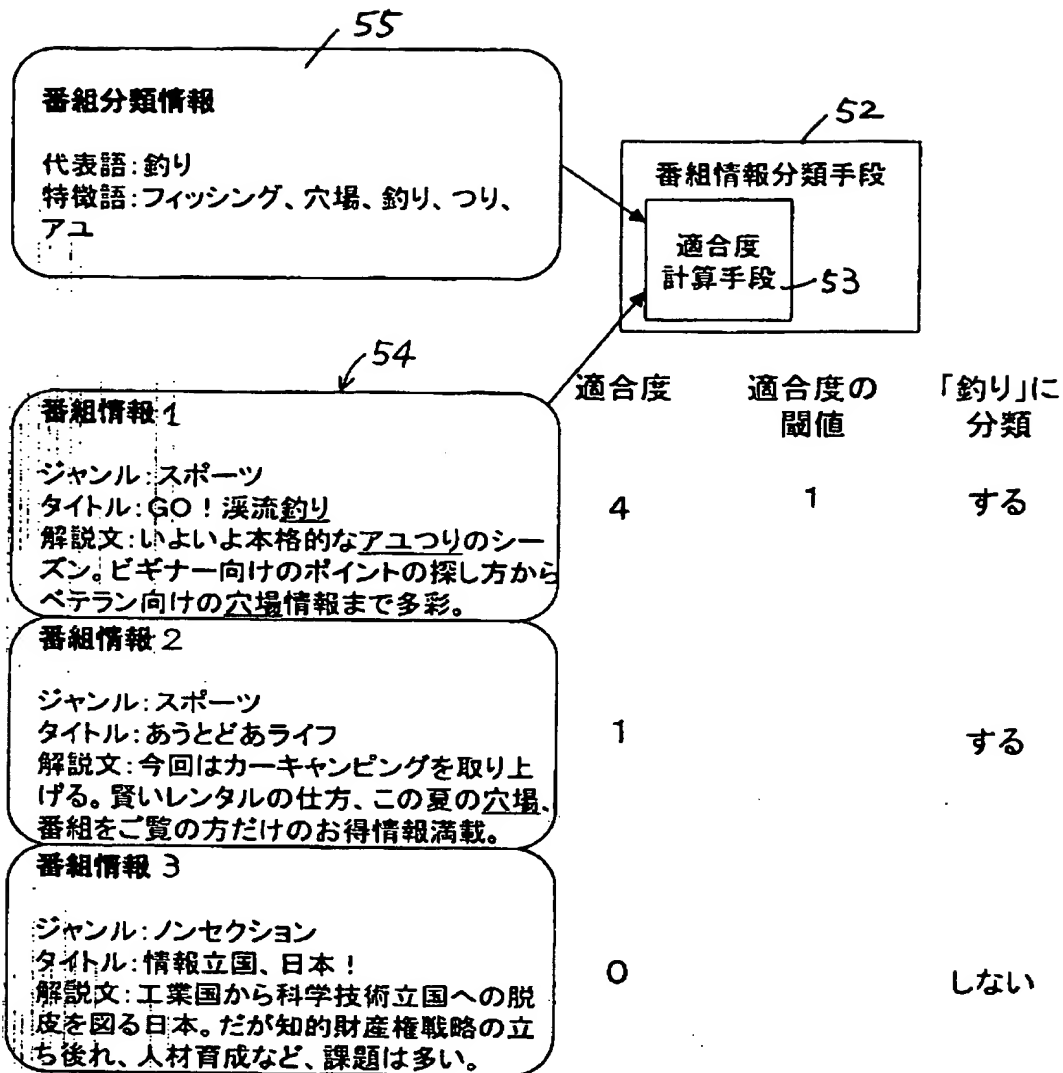 55
番組分類情報
代表語:釣り
特徴語:フィッシング、穴場、釣り、つり、
アユ
52
番組情報分類手段
適合度
計算手段
53
54
適合度
適合度の
閾値
「釣り」に
分類
番組情報1
ジャンル:スポーツ
タイトル:GO!渓流釣り
解説文:いよいよ本格的なアユつりのシー
ズン。ビギナー向けのポイントの探し方から
ベテラン向けの穴場情報まで多彩。
4
1
する
番組情報2
ジャンル:スポーツ
タイトル:あうとどあライフ
解説文:今回はカーキャンピングを取り上
げる。賢いレンタルの仕方、この夏の穴場、
番組をご覧の方だけのお得情報満載。
1
する
番組情報3
ジャンル:ノンセクション
タイトル:情報立国、日本!
解説文:工業国から科学技術立国への脱
皮を図る日本。だが知的財産権戦略の立
ち後れ、人材育成など、課題は多い。
0
しない